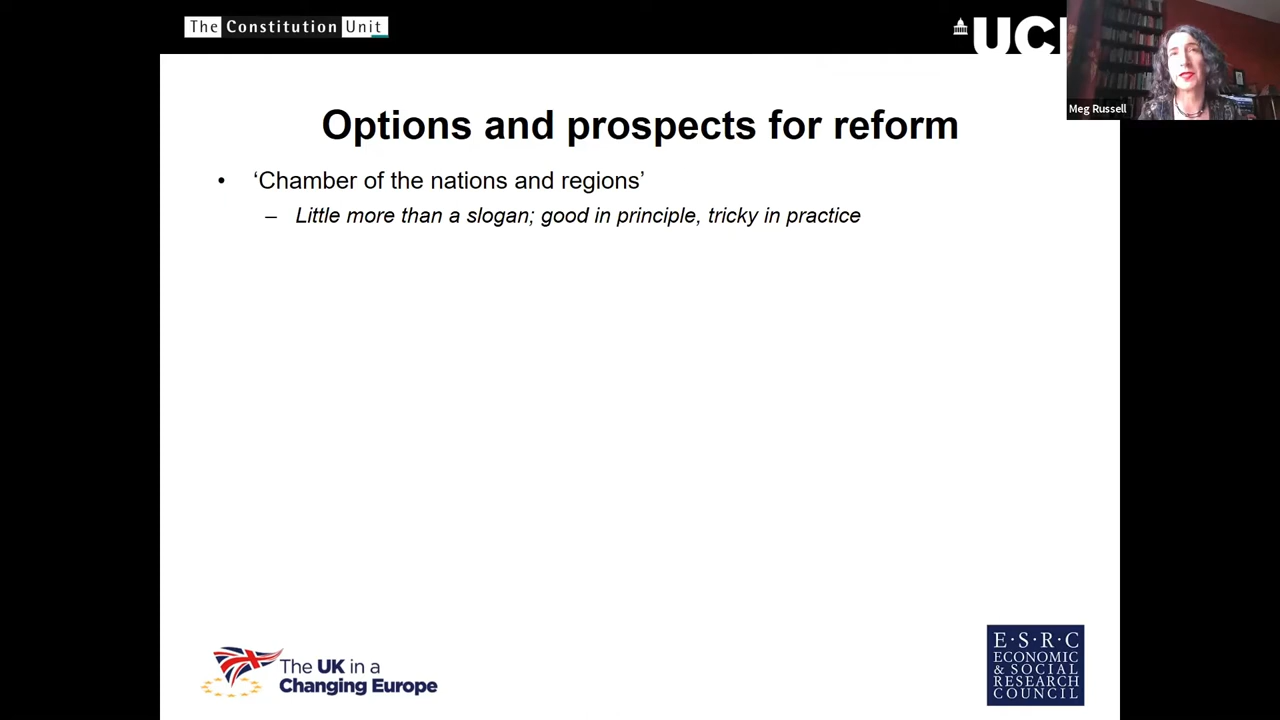 The Constitution Unit
UCL
Meg Russell
Options and prospects for reform
• ‘Chamber of the nations and regions’
– Little more than a slogan; good in principle, tricky in practice
The UK in a
Changing Europe
E·S·R·C
ECONOMIC
& SOCIAL
RESEARCH
COUNCIL